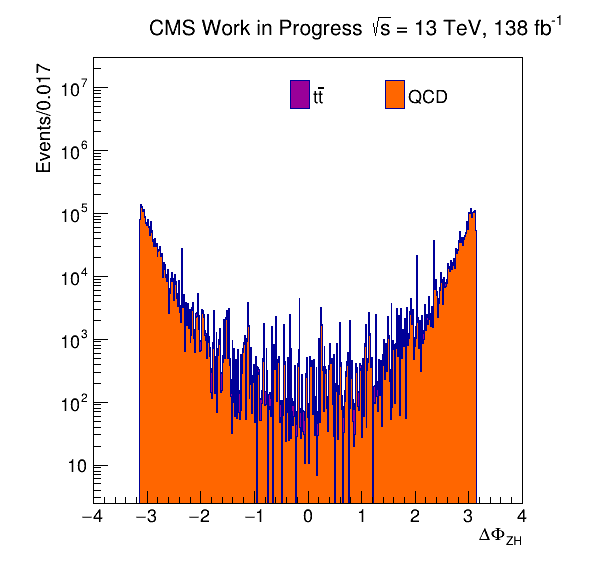 CMS Work in Progress √s = 13 TeV, 138 fb⁻¹
Events/0.017
tt̄
QCD
10⁷
10⁶
10⁵
10⁴
10³
10²
10
−4 −3 −2 −1 0 1 2 3 4
ΔΦ_ZH